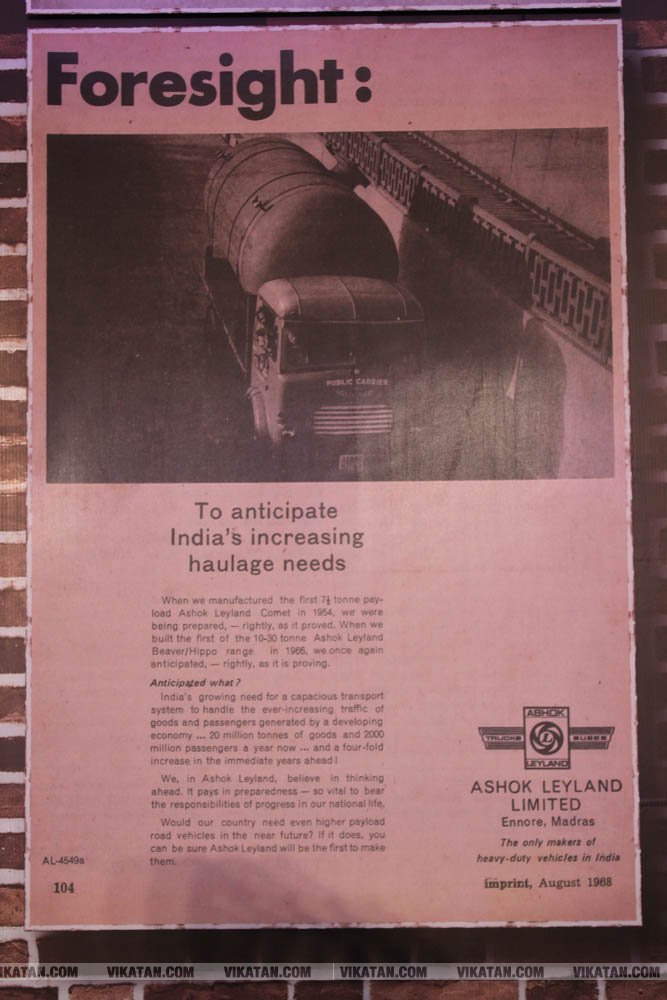 Foresight:
PUBLIC CARRIER
To anticipate
India's increasing
haulage needs
When we manufactured the first 7½ tonne pay-
load Ashok Leyland Comet in 1954, we were
being prepared, — rightly, as it proved. When we
built the first of the 10-30 tonne Ashok Leyland
Beaver/Hippo range in 1966, we once again
anticipated, — rightly, as it is proving.
Anticipated what?
India's growing need for a capacious transport
system to handle the ever-increasing traffic of
goods and passengers generated by a developing
economy ... 20 million tonnes of goods and 2000
million passengers a year now ... and a four-fold
increase in the immediate years ahead!
We, in Ashok Leyland, believe in thinking
ahead. It pays in preparedness — so vital to bear
the responsibilities of progress in our national life.
Would our country need even higher payload
road vehicles in the near future? If it does, you
can be sure Ashok Leyland will be the first to make
them.
AL-4549a
104
ASHOK
TRUCKS L BUSES
LEYLAND
ASHOK LEYLAND
LIMITED
Ennore, Madras
The only makers of
heavy-duty vehicles in India
imprint, August 1968
VIKATAN.COM VIKATAN.COM VIKATAN.COM VIKATAN.COM VIKATAN.COM VIKATAN.COM